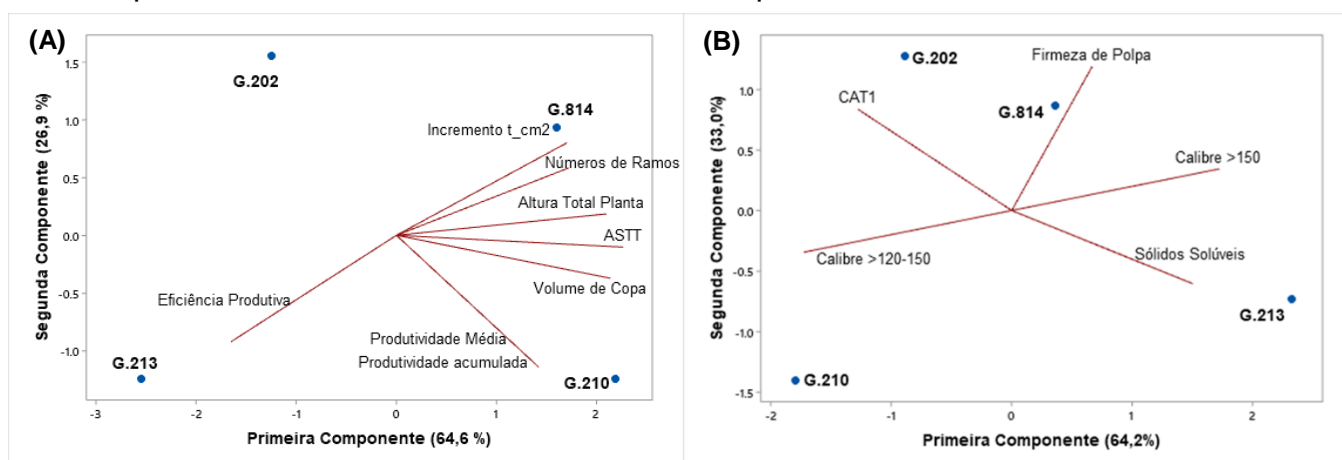 (A)
Segunda Componente (26,9 %)
1.5
1.0
0.5
0.0
-0.5
-1.0
G.202
G.814
Incremento t_cm2
Números de Ramos
Altura Total Planta
ASTT
Volume de Copa
Eficiência Produtiva
Produtividade Média
Produtividade acumulada
G.213
G.210
-3
-2
-1
0
1
2
Primeira Componente (64,6 %)
(B)
Segunda Componente (33,0%)
1.0
0.5
0.0
-0.5
-1.0
-1.5
G.202
Firmeza de Polpa
CAT1
G.814
Calibre >150
Calibre >120-150
Sólidos Solúveis
G.213
G.210
-2
-1
0
1
2
Primeira Componente (64,2%)